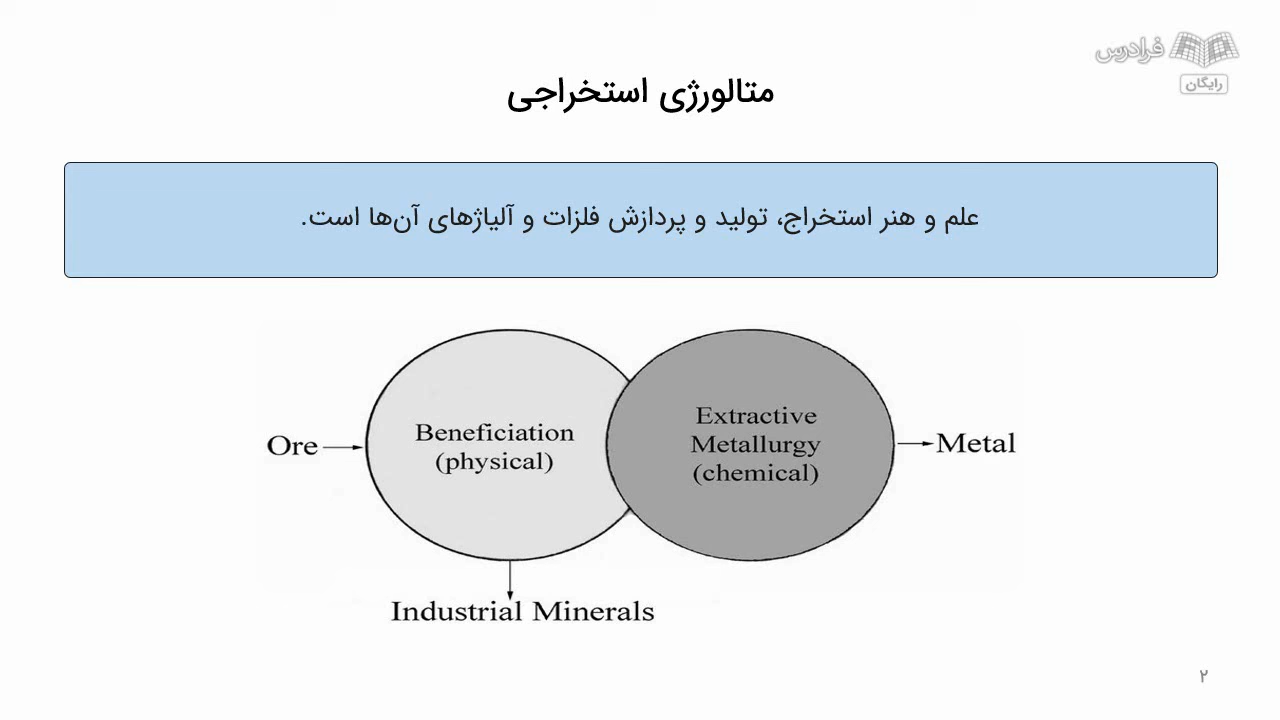 فرادرس
رایگان
متالورژی استخراجی
علم و هنر استخراج، تولید و پردازش فلزات و آلیاژهای آن‌ها است.
Ore
Beneficiation
(physical)
Extractive
Metallurgy
(chemical)
Metal
Industrial Minerals
۲